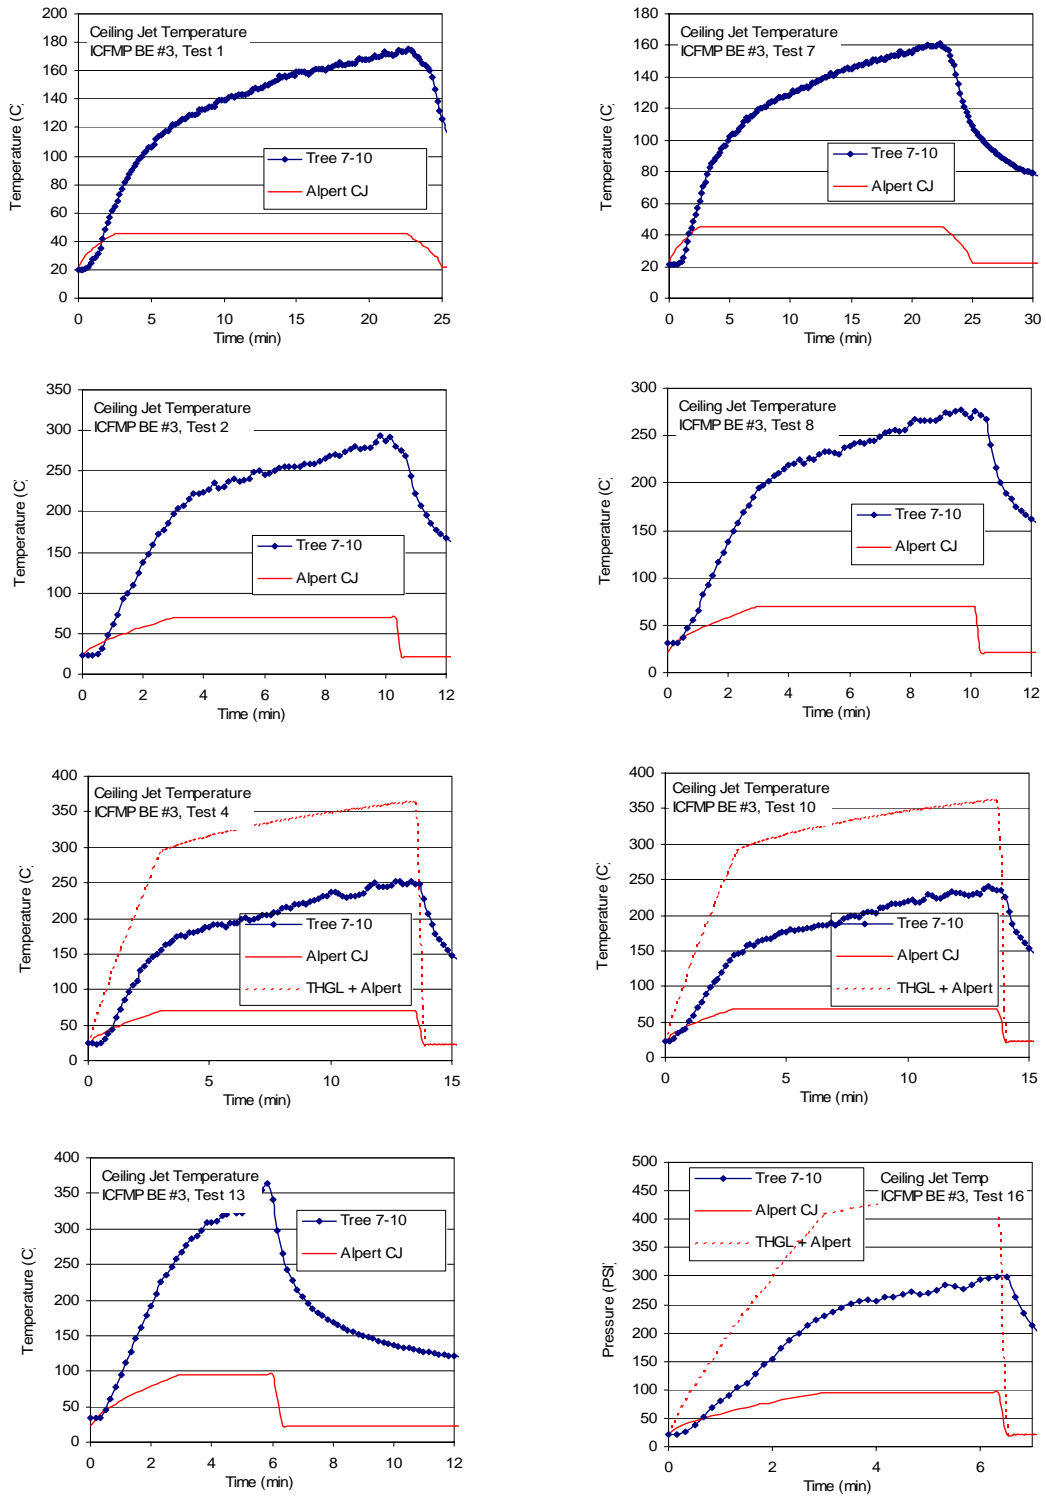 Ceiling Jet Temperature
ICFMP BE #3, Test 1
Temperature (C)
200
180
160
140
120
100
80
60
40
20
0
Tree 7-10
Alpert CJ
0 5 10 15 20 25
Time (min)
Ceiling Jet Temperature
ICFMP BE #3, Test 7
Temperature (C)
180
160
140
120
100
80
60
40
20
0
Tree 7-10
Alpert CJ
0 5 10 15 20 25 30
Time (min)
Ceiling Jet Temperature
ICFMP BE #3, Test 2
Temperature (C)
350
300
250
200
150
100
50
0
Tree 7-10
Alpert CJ
0 2 4 6 8 10 12
Time (min)
Ceiling Jet Temperature
ICFMP BE #3, Test 8
Temperature (C)
300
250
200
150
100
50
0
Tree 7-10
Alpert CJ
0 2 4 6 8 10 12
Time (min)
Ceiling Jet Temperature
ICFMP BE #3, Test 4
Temperature (C)
400
350
300
250
200
150
100
50
0
Tree 7-10
Alpert CJ
THGL + Alpert
0 5 10 15
Time (min)
Ceiling Jet Temperature
ICFMP BE #3, Test 10
Temperature (C)
400
350
300
250
200
150
100
50
0
Tree 7-10
Alpert CJ
THGL + Alpert
0 5 10 15
Time (min)
Ceiling Jet Temperature
ICFMP BE #3, Test 13
Temperature (C)
400
350
300
250
200
150
100
50
0
Tree 7-10
Alpert CJ
0 2 4 6 8 10 12
Time (min)
Ceiling Jet Temp
ICFMP BE #3, Test 16
Pressure (PSI)
500
450
400
350
300
250
200
150
100
50
0
Tree 7-10
Alpert CJ
THGL + Alpert
0 2 4 6
Time (min)